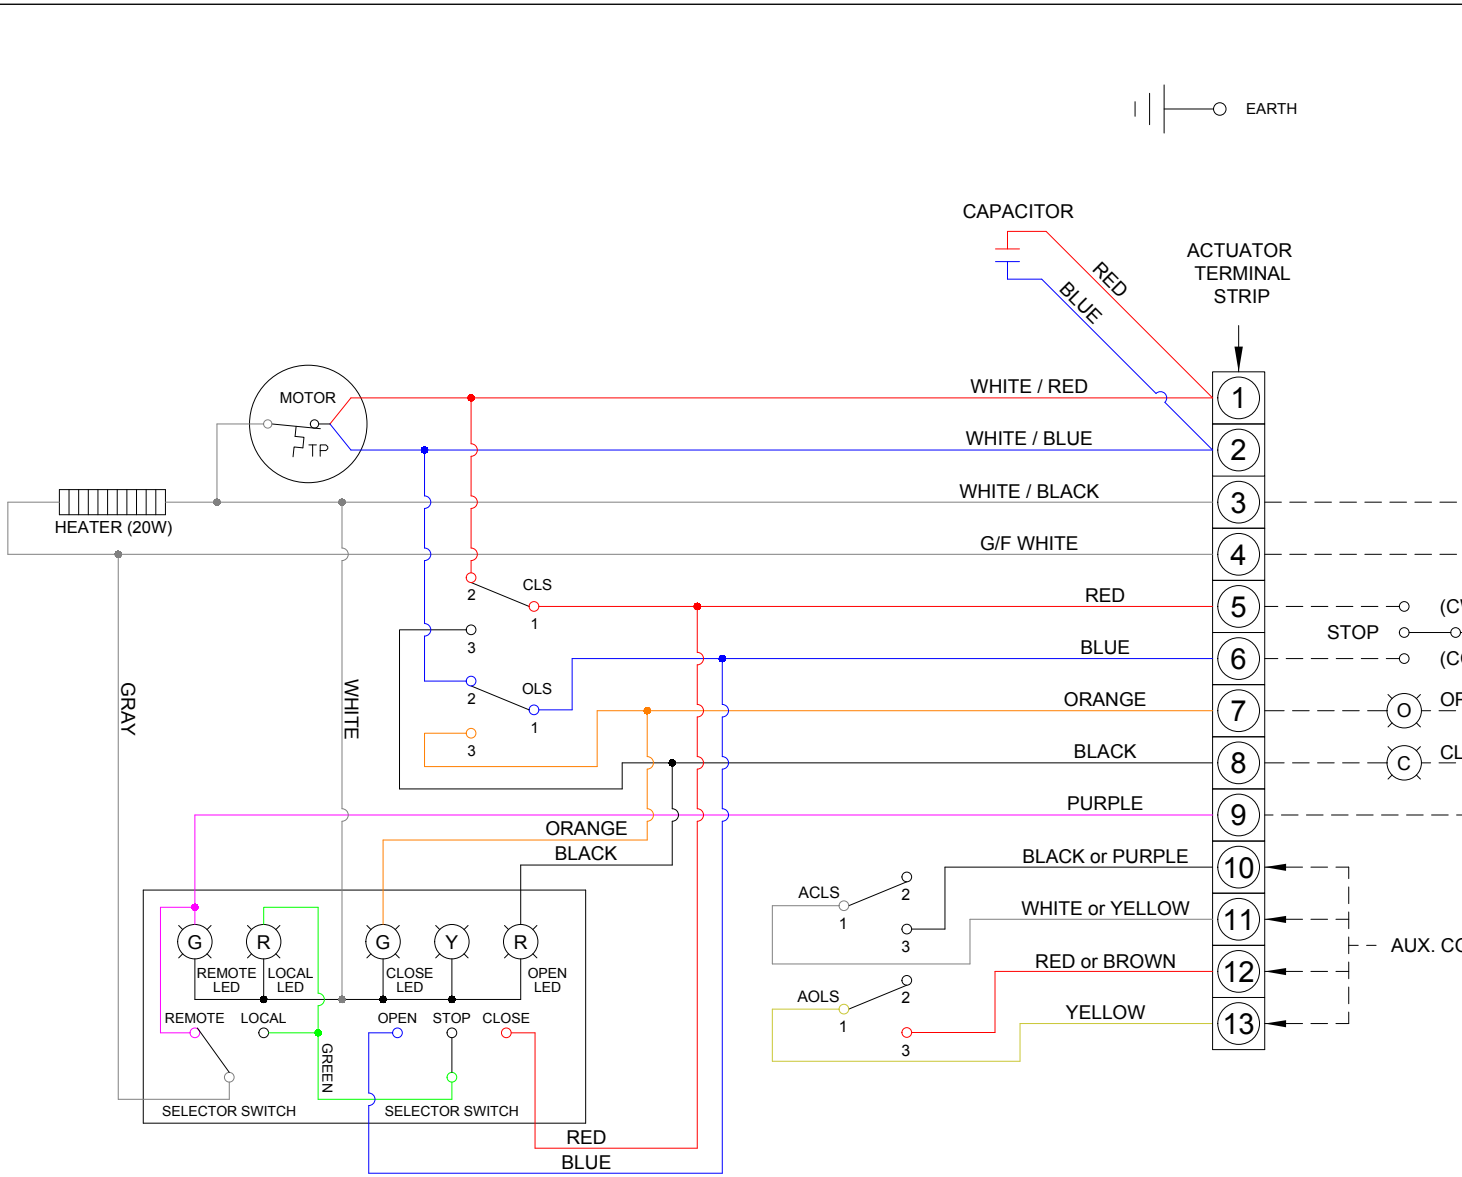 EARTH
CAPACITOR
ACTUATOR
TERMINAL
STRIP
RED
BLUE
MOTOR
TP
WHITE / RED
1
WHITE / BLUE
2
HEATER (20W)
WHITE / BLACK
3
G/F WHITE
4
2
CLS
1
RED
5
(C
STOP
3
BLUE
6
(C
GRAY
WHITE
2
OLS
1
ORANGE
7
O
OP
3
BLACK
8
C
CL
PURPLE
9
ORANGE
BLACK
ACLS
1
2
3
BLACK or PURPLE
10
WHITE or YELLOW
11
AUX. CO
RED or BROWN
12
AOLS
1
2
3
YELLOW
13
G
R
G
Y
R
REMOTE
LED
LOCAL
LED
CLOSE
LED
OPEN
LED
REMOTE
LOCAL
OPEN
STOP
CLOSE
GREEN
SELECTOR SWITCH
SELECTOR SWITCH
RED
BLUE